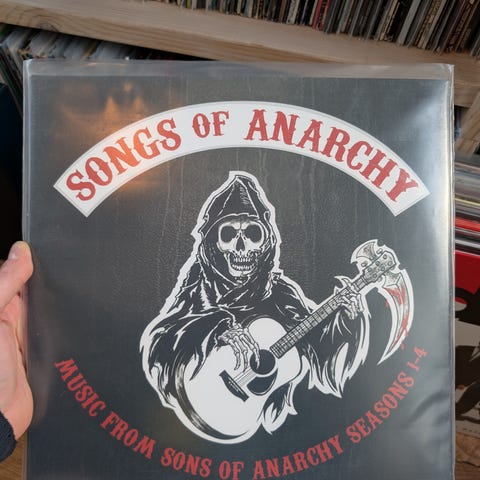 SONGS OF ANARCHY
MUSIC FROM SONS OF ANARCHY SEASONS 1-4